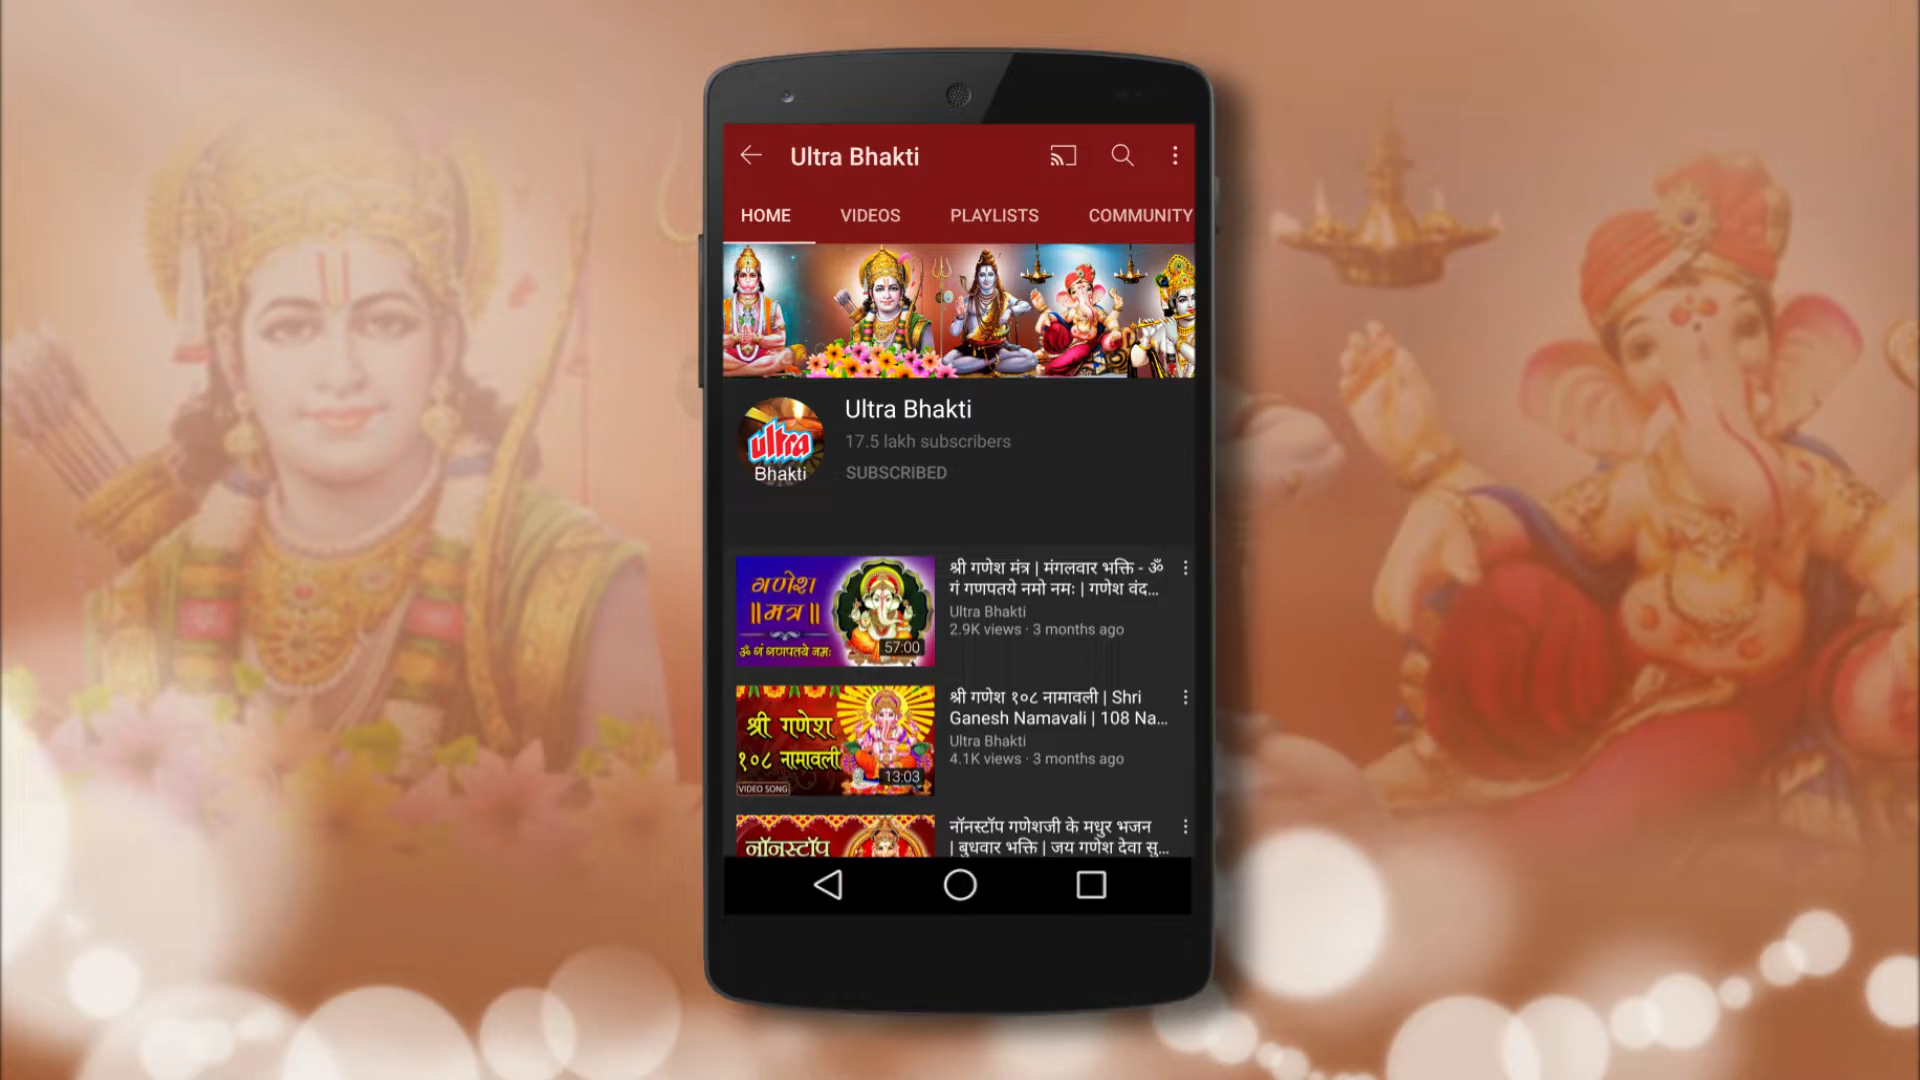 Ultra Bhakti
HOME VIDEOS PLAYLISTS COMMUNITY
ultra
Bhakti
Ultra Bhakti
17.5 lakh subscribers
SUBSCRIBED
गणेश
॥मंत्र॥
ॐ गं गणपतये नमः
57:00
श्री गणेश मंत्र | मंगलवार भक्ति - ॐ
गं गणपतये नमो नमः | गणेश वंद...
Ultra Bhakti
2.9K views · 3 months ago
श्री गणेश
१०८ नामावली
VIDEO SONG
13:03
श्री गणेश १०८ नामावली | Shri
Ganesh Namavali | 108 Na...
Ultra Bhakti
4.1K views · 3 months ago
नॉनस्टॉप
नॉनस्टॉप गणेशजी के मधुर भजन
| बुधवार भक्ति | जय गणेश देवा सु...